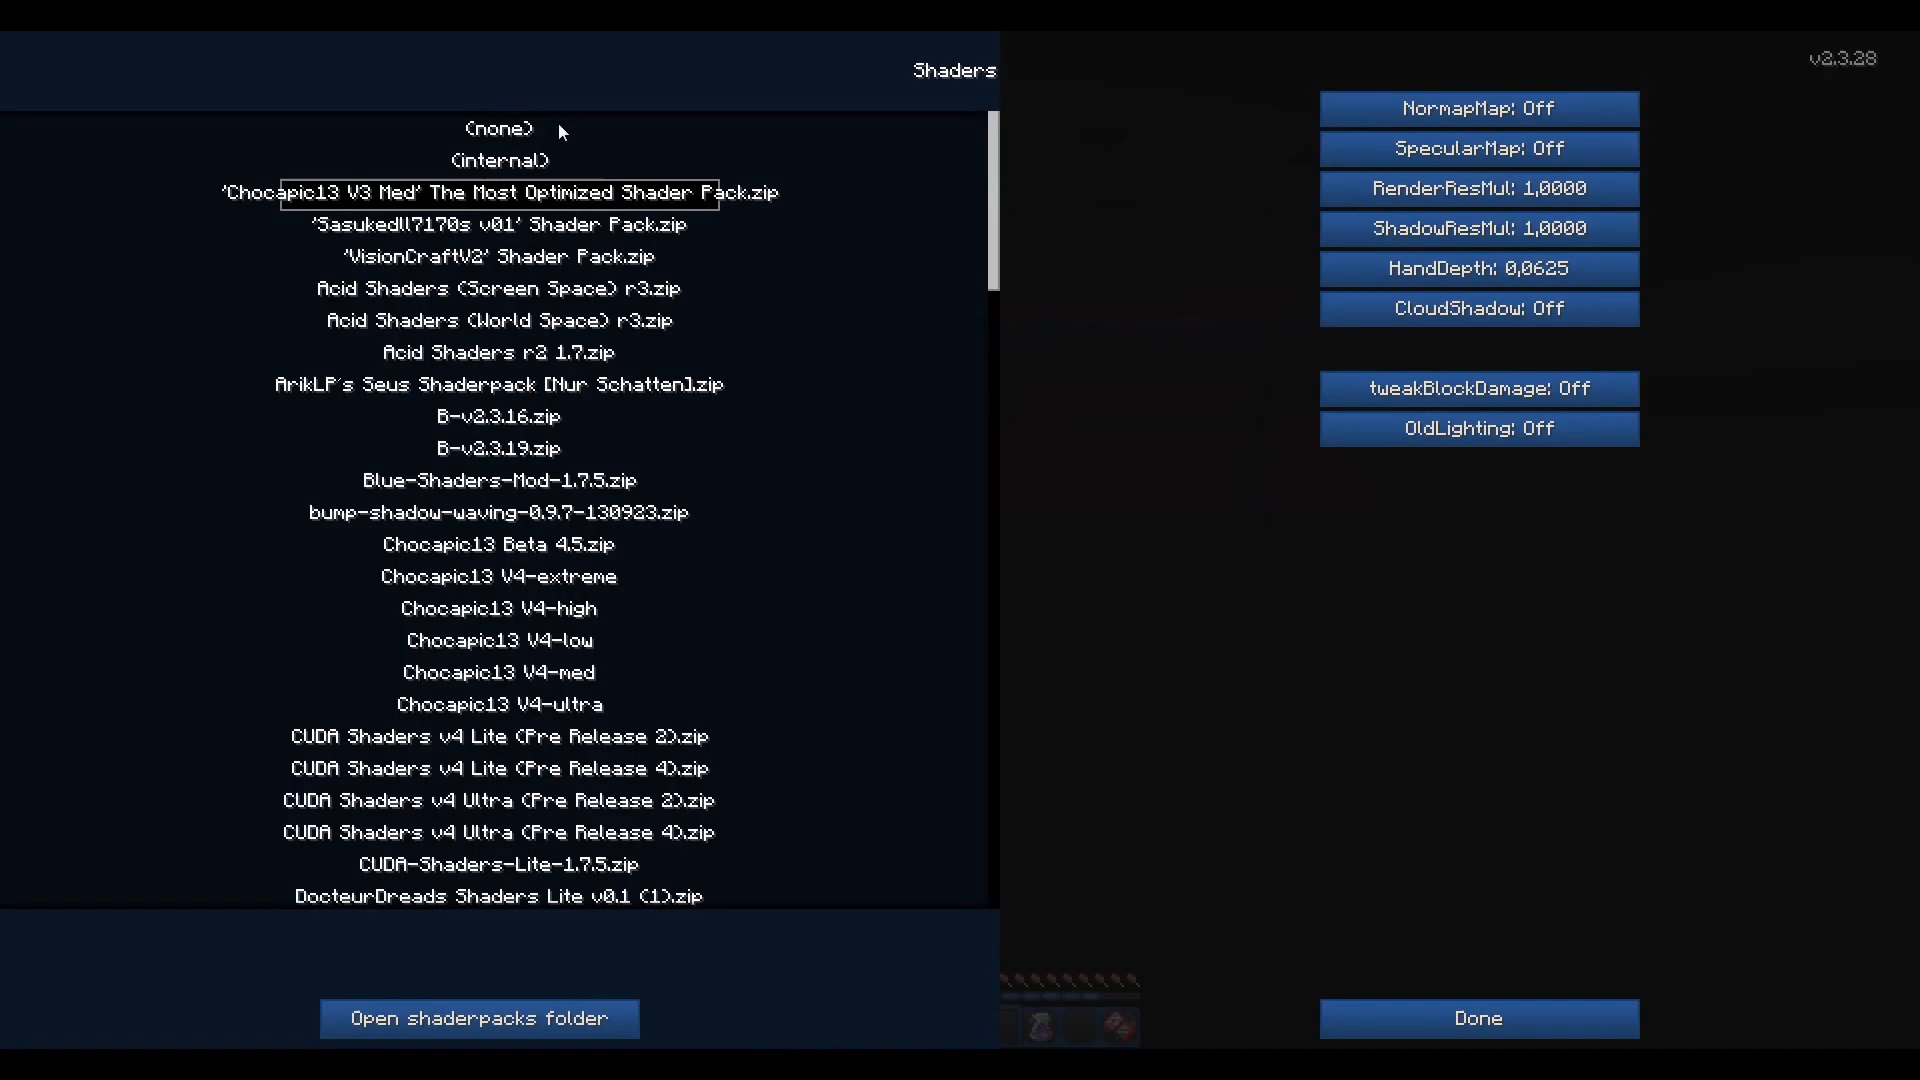 Shaders
v2.3.28
(none)
(internal)
'Chocapic13 V3 Med' The Most Optimized Shader Pack.zip
'Sasukedll7170s v01' Shader Pack.zip
'VisionCraftV2' Shader Pack.zip
Acid Shaders (Screen Space) r3.zip
Acid Shaders (World Space) r3.zip
Acid Shaders r2 1.7.zip
ArikLP's Seus Shaderpack [Nur Schatten].zip
B-v2.3.16.zip
B-v2.3.19.zip
Blue-Shaders-Mod-1.7.5.zip
bump-shadow-waving-0.9.7-130923.zip
Chocapic13 Beta 4.5.zip
Chocapic13 V4-extreme
Chocapic13 V4-high
Chocapic13 V4-low
Chocapic13 V4-med
Chocapic13 V4-ultra
CUDA Shaders v4 Lite (Pre Release 2).zip
CUDA Shaders v4 Lite (Pre Release 4).zip
CUDA Shaders v4 Ultra (Pre Release 2).zip
CUDA Shaders v4 Ultra (Pre Release 4).zip
CUDA-Shaders-Lite-1.7.5.zip
DocteurDreads Shaders Lite v0.1 (1).zip
Open shaderpacks folder
NormapMap: Off
SpecularMap: Off
RenderResMul: 1,0000
ShadowResMul: 1,0000
HandDepth: 0,0625
CloudShadow: Off
tweakBlockDamage: Off
OldLighting: Off
Done